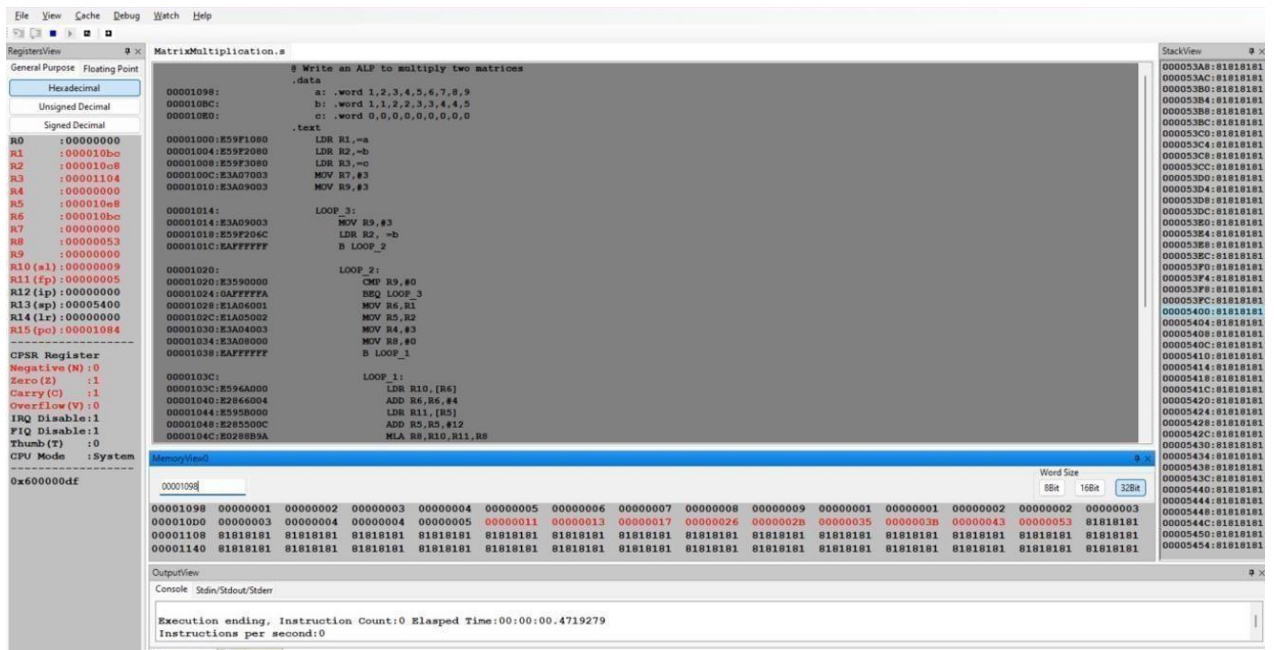 File View Cache Debug Watch Help
RegistersView
General Purpose Floating Point
Hexadecimal
Unsigned Decimal
Signed Decimal
R0 :00000000
R1 :000010bc
R2 :000010c8
R3 :00001104
R4 :00000000
R5 :000010e8
R6 :000010bc
R7 :00000000
R8 :00000053
R9 :00000000
R10(sl):00000009
R11(fp):00000005
R12(ip):00000000
R13(sp):00005400
R14(lr):00000000
R15(pc):00001084
CPSR Register
Negative(N):0
Zero(Z) :1
Carry(C) :1
Overflow(V):0
IRQ Disable:1
FIQ Disable:1
Thumb(T) :0
CPU Mode :System
0x600000df
MatrixMultiplication.s
@ Write an ALP to multiply two matrices
.data
00001098: a: .word 1,2,3,4,5,6,7,8,9
000010BC: b: .word 1,1,2,2,3,3,4,4,5
000010E0: c: .word 0,0,0,0,0,0,0,0,0
.text
00001000:E59F1080 LDR R1,=a
00001004:E59F2080 LDR R2,=b
00001008:E59F3080 LDR R3,=c
0000100C:E3A07003 MOV R7,#3
00001010:E3A09003 MOV R9,#3
00001014: LOOP_3:
00001014:E3A09003 MOV R9,#3
00001018:E59F206C LDR R2, =b
0000101C:EAFFFFFF B LOOP_2
00001020: LOOP_2:
00001020:E3590000 CMP R9,#0
00001024:0AFFFFFA BEQ LOOP_3
00001028:E1A06001 MOV R6,R1
0000102C:E1A05002 MOV R5,R2
00001030:E3A04003 MOV R4,#3
00001034:E3A08000 MOV R8,#0
00001038:EAFFFFFF B LOOP_1
0000103C: LOOP_1:
0000103C:E596A000 LDR R10,[R6]
00001040:E2866004 ADD R6,R6,#4
00001044:E595B000 LDR R11,[R5]
00001048:E285500C ADD R5,R5,#12
0000104C:E0288B9A MLA R8,R10,R11,R8
MemoryView0
00001098
Word Size
8Bit 16Bit 32Bit
00001098 00000001 00000002 00000003 00000004 00000005 00000006 00000007 00000008 00000009 00000001 00000001 00000002 00000002 00000003
000010D0 00000003 00000004 00000004 00000005 00000011 00000013 00000017 00000026 0000002B 00000035 0000003B 00000043 00000053 81818181
00001108 81818181 81818181 81818181 81818181 81818181 81818181 81818181 81818181 81818181 81818181 81818181 81818181 81818181 81818181
00001140 81818181 81818181 81818181 81818181 81818181 81818181 81818181 81818181 81818181 81818181 81818181 81818181 81818181 81818181
OutputView
Console Stdin/Stdout/Stderr
Execution ending, Instruction Count:0 Elasped Time:00:00:00.4719279
Instructions per second:0
StackView
000053A8:81818181
000053AC:81818181
000053B0:81818181
000053B4:81818181
000053B8:81818181
000053BC:81818181
000053C0:81818181
000053C4:81818181
000053C8:81818181
000053CC:81818181
000053D0:81818181
000053D4:81818181
000053D8:81818181
000053DC:81818181
000053E0:81818181
000053E4:81818181
000053E8:81818181
000053EC:81818181
000053F0:81818181
000053F4:81818181
000053F8:81818181
000053FC:81818181
00005400:81818181
00005404:81818181
00005408:81818181
0000540C:81818181
00005410:81818181
00005414:81818181
00005418:81818181
0000541C:81818181
00005420:81818181
00005424:81818181
00005428:81818181
0000542C:81818181
00005430:81818181
00005434:81818181
00005438:81818181
0000543C:81818181
00005440:81818181
00005444:81818181
00005448:81818181
0000544C:81818181
00005450:81818181
00005454:81818181